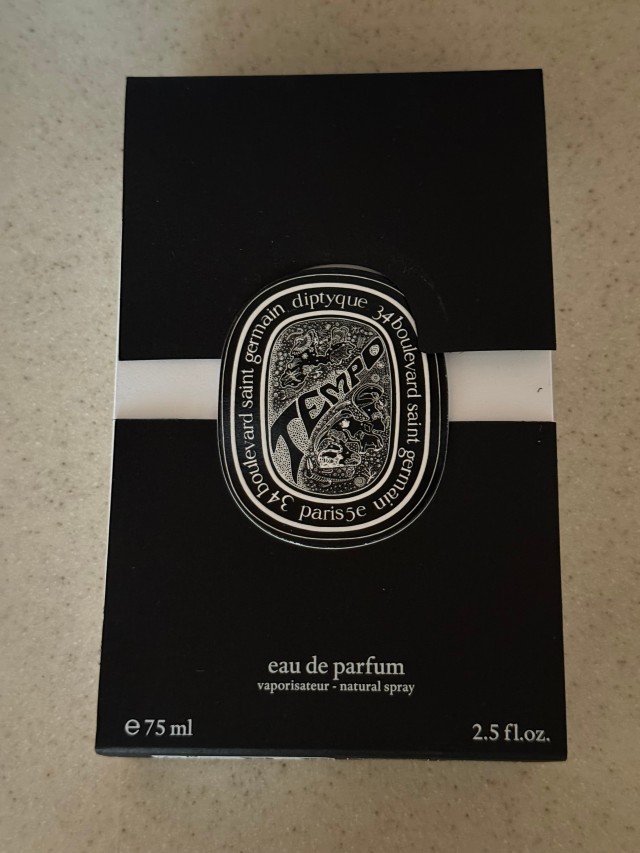 diptyque
34 boulevard saint germain
34 boulevard saint germain
paris 5e
TEMPO
eau de parfum
vaporisateur - natural spray
e 75 ml
2.5 fl.oz.